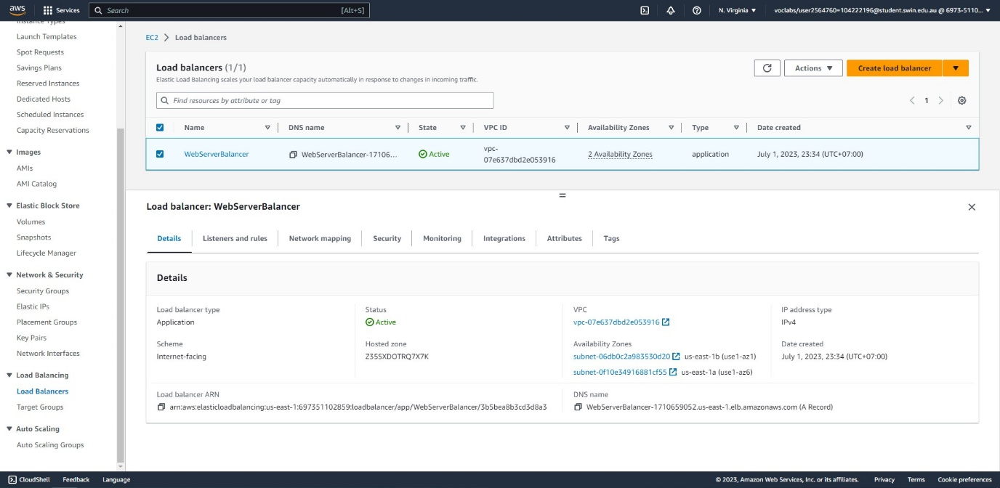 aws
Services
Search
[Alt+S]
N. Virginia
voclabs/user2564760=104222196@student.swin.edu.au @ 6973-5110...
Instance Types
Launch Templates
Spot Requests
Savings Plans
Reserved Instances
Dedicated Hosts
Scheduled Instances
Capacity Reservations
Images
AMIs
AMI Catalog
Elastic Block Store
Volumes
Snapshots
Lifecycle Manager
Network & Security
Security Groups
Elastic IPs
Placement Groups
Key Pairs
Network Interfaces
Load Balancing
Load Balancers
Target Groups
Auto Scaling
Auto Scaling Groups
EC2 > Load balancers
Load balancers (1/1)
Elastic Load Balancing scales your load balancer capacity automatically in response to changes in incoming traffic.
Actions
Create load balancer
Find resources by attribute or tag
1
Name DNS name State VPC ID Availability Zones Type Date created
WebServerBalancer WebServerBalancer-17106... Active vpc-
07e637dbd2e053916 2 Availability Zones application July 1, 2023, 23:34 (UTC+07:00)
Load balancer: WebServerBalancer
Details Listeners and rules Network mapping Security Monitoring Integrations Attributes Tags
Details
Load balancer type
Application
Status
Active
VPC
vpc-07e637dbd2e053916
IP address type
IPv4
Scheme
Internet-facing
Hosted zone
Z35SXDOTRQ7X7K
Availability Zones
subnet-06db0c2a983530d20 us-east-1b (use1-az1)
subnet-0f10e34916881cf55 us-east-1a (use1-az6)
Date created
July 1, 2023, 23:34 (UTC+07:00)
Load balancer ARN
arn:aws:elasticloadbalancing:us-east-1:697351102859:loadbalancer/app/WebServerBalancer/3b5bea8b3cd3d8a3
DNS name
WebServerBalancer-1710659052.us-east-1.elb.amazonaws.com (A Record)
CloudShell Feedback Language
© 2023, Amazon Web Services, Inc. or its affiliates. Privacy Terms Cookie preferences